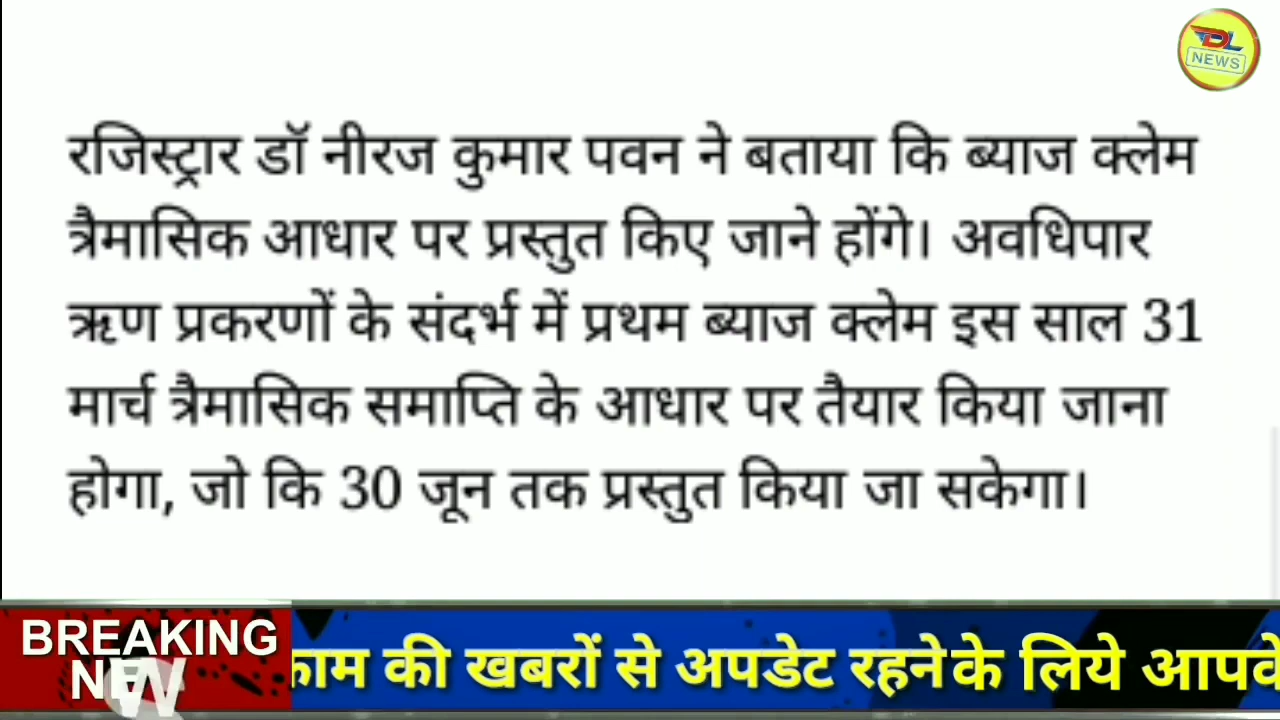 DL
NEWS
रजिस्ट्रार डॉ नीरज कुमार पवन ने बताया कि ब्याज क्लेम
त्रैमासिक आधार पर प्रस्तुत किए जाने होंगे। अवधिपार
ऋण प्रकरणों के संदर्भ में प्रथम ब्याज क्लेम इस साल 31
मार्च त्रैमासिक समाप्ति के आधार पर तैयार किया जाना
होगा, जो कि 30 जून तक प्रस्तुत किया जा सकेगा।
BREAKING
की खबरों से अपडेट रहने के लिये